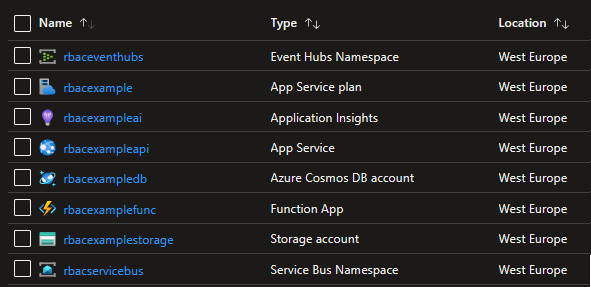 Name ↑↓ Type ↑↓ Location ↑↓
rbaceventhubs Event Hubs Namespace West Europe
rbacexample App Service plan West Europe
rbacexampleai Application Insights West Europe
rbacexampleapi App Service West Europe
rbacexampledb Azure Cosmos DB account West Europe
rbacexamplefunc Function App West Europe
rbacexamplestorage Storage account West Europe
rbacservicebus Service Bus Namespace West Europe